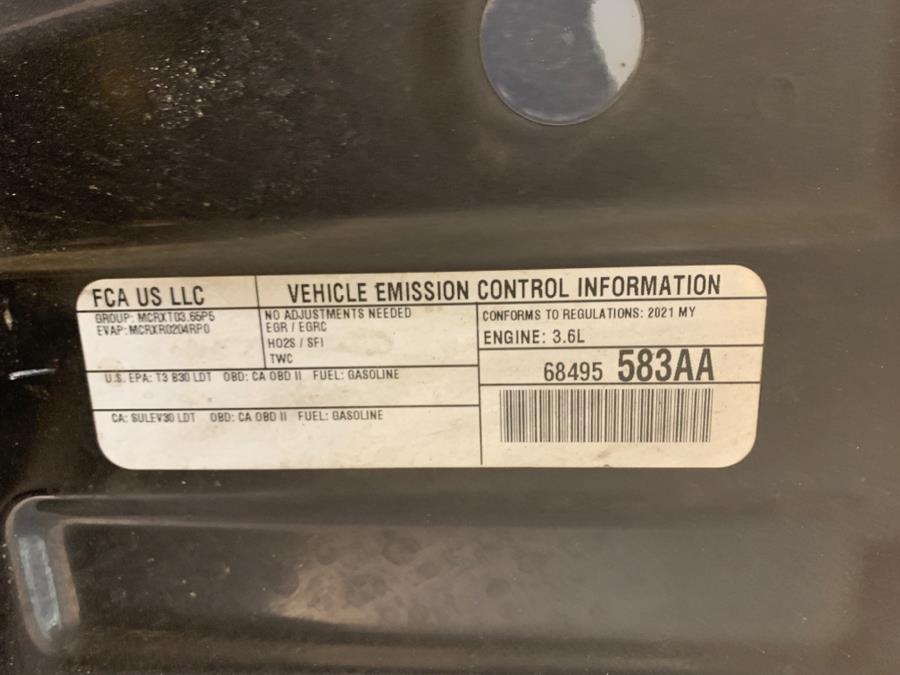 FCA US LLC
VEHICLE EMISSION CONTROL INFORMATION
GROUP: MCRXT03.65P5
EVAP: MCRXR0204RP0
NO ADJUSTMENTS NEEDED
EGR / EGRC
HO2S / SFI
TWC
CONFORMS TO REGULATIONS: 2021 MY
ENGINE: 3.6L
68495 583AA
U.S. EPA: T3 B30 LDT OBD: CA OBD II FUEL: GASOLINE
CA: SULEV30 LDT OBD: CA OBD II FUEL: GASOLINE